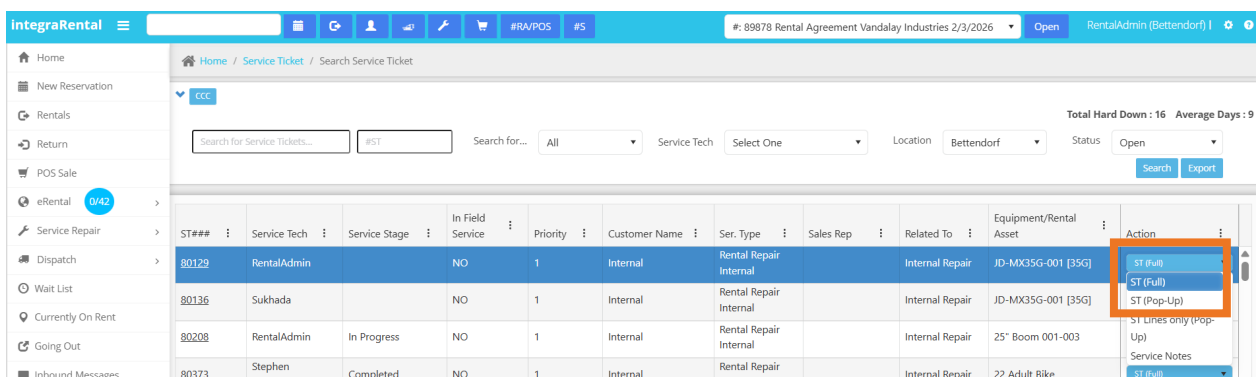 integraRental
#RA/POS #S
#: 89878 Rental Agreement Vandalay Industries 2/3/2026
Open
RentalAdmin (Bettendorf) |
Home
New Reservation
Rentals
Return
POS Sale
eRental 0/42
Service Repair
Dispatch
Wait List
Currently On Rent
Going Out
Inbound Messages
Home / Service Ticket / Search Service Ticket
CCC
Total Hard Down : 16 Average Days : 9
Search for Service Tickets... #ST Search for... All Service Tech Select One Location Bettendorf Status Open
Search Export
ST### Service Tech Service Stage In Field Service Priority Customer Name Ser. Type Sales Rep Related To Equipment/Rental Asset Action
80129 RentalAdmin NO 1 Internal Rental Repair Internal Internal Repair JD-MX35G-001 [35G] ST (Full)
ST (Full)
80136 Sukhada NO 1 Internal Rental Repair Internal Internal Repair JD-MX35G-001 [35G] ST (Pop-Up)
ST Lines only (Pop-
Up)
80208 RentalAdmin In Progress NO 1 Internal Rental Repair Internal Internal Repair 25" Boom 001-003
Service Notes
80373 Stephen Completed NO 1 Internal Rental Repair Internal Repair 22 Adult Bike ST (Full)